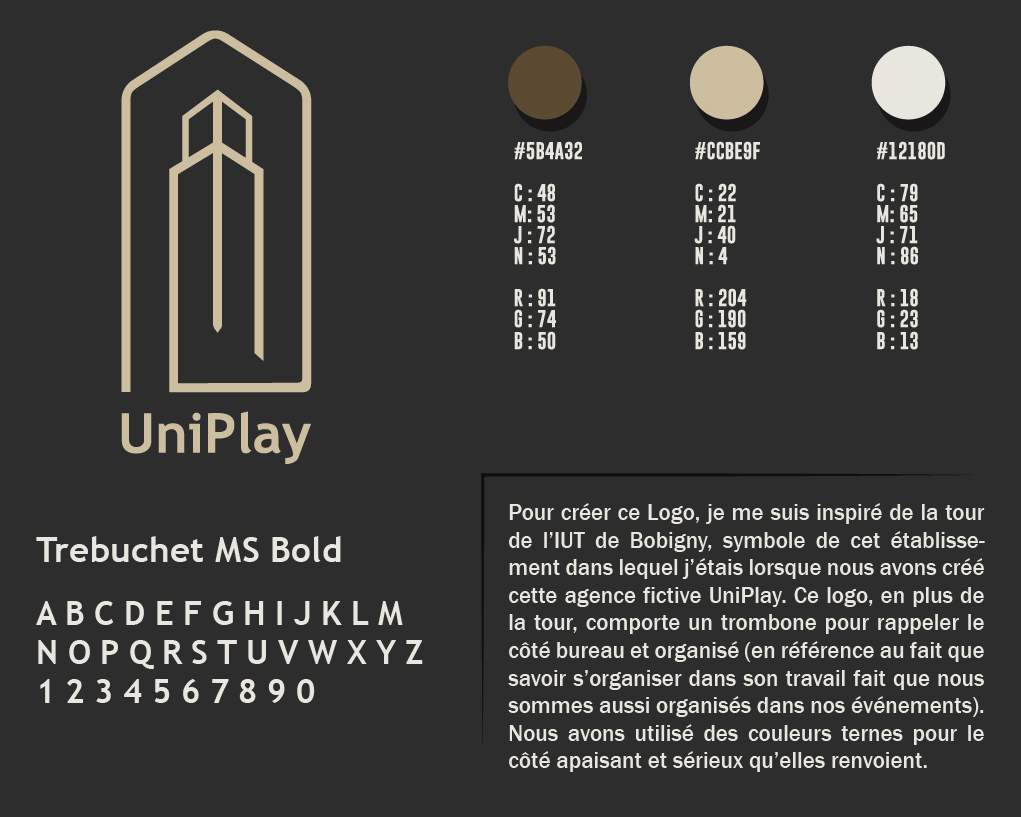 UniPlay
#5B4A32
C : 48
M: 53
J : 72
N : 53
R : 91
G : 74
B : 50
#CCBE9F
C : 22
M: 21
J : 40
N : 4
R : 204
G : 190
B : 159
#12180D
C : 79
M: 65
J : 71
N : 86
R : 18
G : 23
B : 13
Trebuchet MS Bold
A B C D E F G H I J K L M
N O P Q R S T U V W X Y Z
1 2 3 4 5 6 7 8 9 0
Pour créer ce Logo, je me suis inspiré de la tour
de l’IUT de Bobigny, symbole de cet établisse-
ment dans lequel j’étais lorsque nous avons créé
cette agence fictive UniPlay. Ce logo, en plus de
la tour, comporte un trombone pour rappeler le
côté bureau et organisé (en référence au fait que
savoir s’organiser dans son travail fait que nous
sommes aussi organisés dans nos événements).
Nous avons utilisé des couleurs ternes pour le
côté apaisant et sérieux qu’elles renvoient.